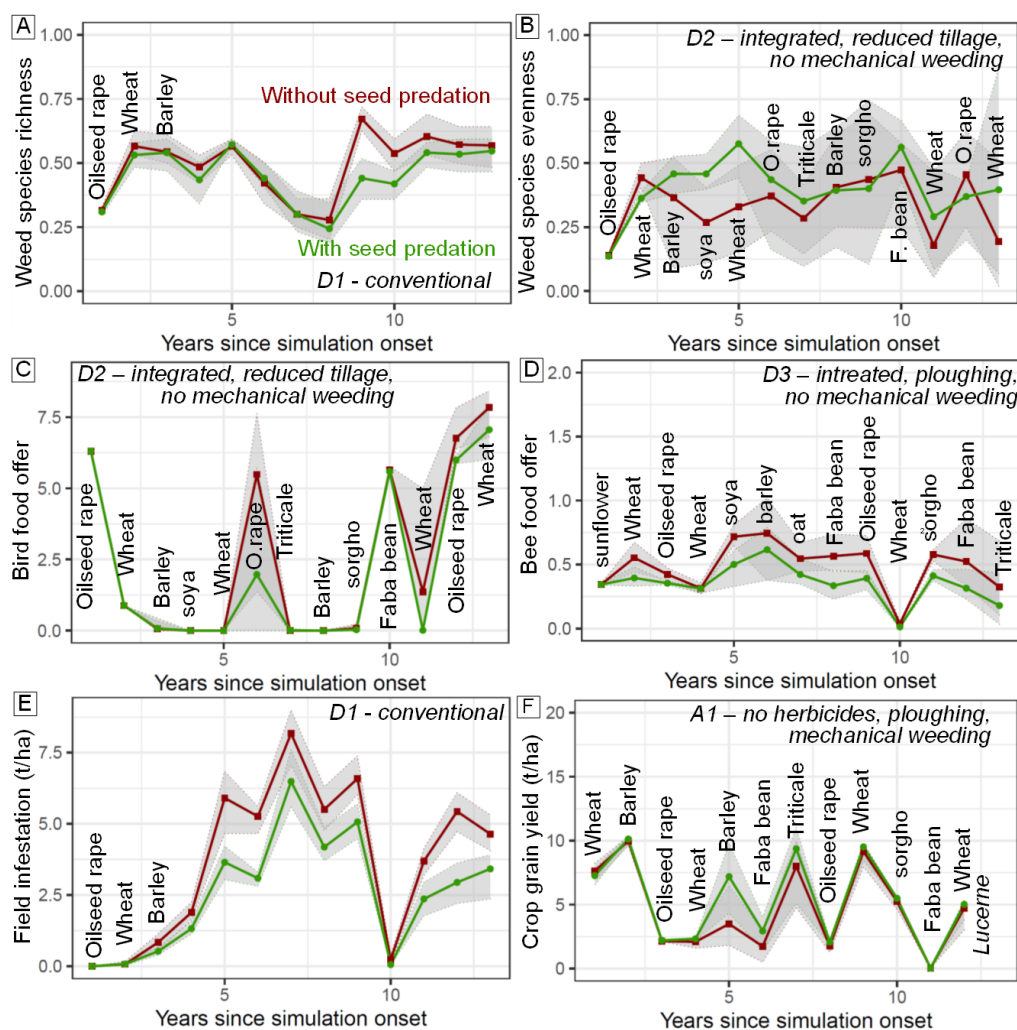 A
Weed species richness
1.00
0.75
0.50
0.25
0.00
Oilseed rape
Wheat
Barley
Without seed predation
With seed predation
D1 - conventional
5
10
Years since simulation onset
B
Weed species evenness
1.00
0.75
0.50
0.25
0.00
D2 – integrated, reduced tillage,
no mechanical weeding
Oilseed rape
Wheat
Barley
soya
Wheat
O.rape
Triticale
Barley
sorgho
F. bean
Wheat
O.rape
Wheat
5
10
Years since simulation onset
C
Bird food offer
7.5
5.0
2.5
0.0
D2 – integrated, reduced tillage,
no mechanical weeding
Oilseed rape
Wheat
Barley
soya
Wheat
O.rape
Triticale
Barley
sorgho
Faba bean
Wheat
Oilseed rape
Wheat
5
10
Years since simulation onset
D
Bee food offer
2.0
1.5
1.0
0.5
0.0
D3 – intreated, ploughing,
no mechanical weeding
sunflower
Wheat
Oilseed rape
Wheat
soya
barley
oat
Faba bean
Oilseed rape
Wheat
sorgho
Faba bean
Triticale
5
10
Years since simulation onset
E
Field infestation (t/ha)
7.5
5.0
2.5
0.0
D1 - conventional
Oilseed rape
Wheat
Barley
5
10
Years since simulation onset
F
Crop grain yield (t/ha)
20
15
10
5
0
A1 – no herbicides, ploughing,
mechanical weeding
Wheat
Barley
Oilseed rape
Wheat
Barley
Faba bean
Triticale
Oilseed rape
Wheat
sorgho
Faba bean
Wheat
Lucerne
5
10
Years since simulation onset